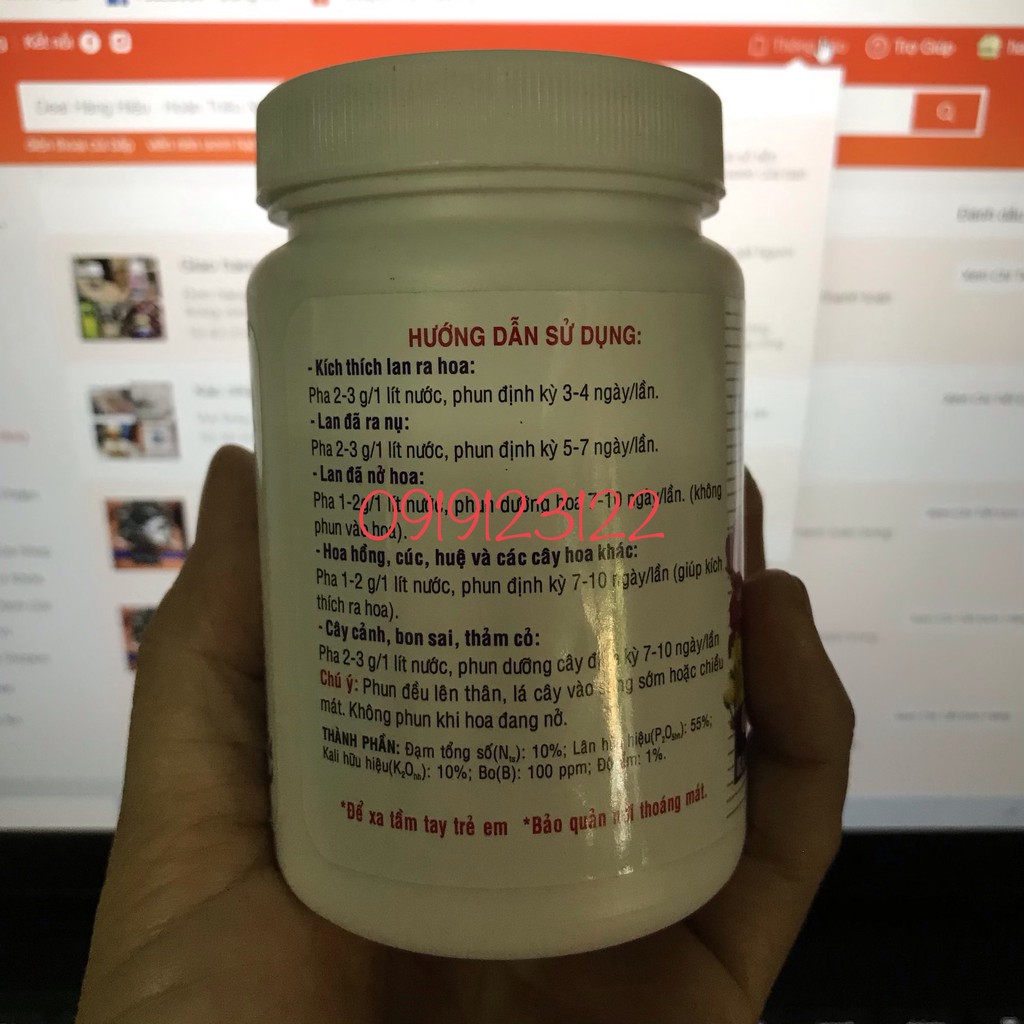 Kết nối
Thông Báo
Trợ Giúp
HƯỚNG DẪN SỬ DỤNG:
- Kích thích lan ra hoa:
Pha 2-3 g/1 lít nước, phun định kỳ 3-4 ngày/lần.
- Lan đã ra nụ:
Pha 2-3 g/1 lít nước, phun định kỳ 5-7 ngày/lần.
- Lan đã nở hoa:
Pha 1-2g/1 lít nước, phun dưỡng hoa 7-10 ngày/lần. (không
phun vào hoa).
0919123122
- Hoa hồng, cúc, huệ và các cây hoa khác:
Pha 1-2 g/1 lít nước, phun định kỳ 7-10 ngày/lần (giúp kích
thích ra hoa).
- Cây cảnh, bon sai, thảm cỏ:
Pha 2-3 g/1 lít nước, phun dưỡng cây định kỳ 7-10 ngày/lần
Chú ý: Phun đều lên thân, lá cây vào sáng sớm hoặc chiều
mát. Không phun khi hoa đang nở.
THÀNH PHẦN: Đạm tổng số(Nts): 10%; Lân hữu hiệu(P2O5hh): 55%;
Kali hữu hiệu(K2Ohh): 10%; Bo(B): 100 ppm; Độ ẩm: 1%.
*Để xa tầm tay trẻ em *Bảo quản nơi thoáng mát.